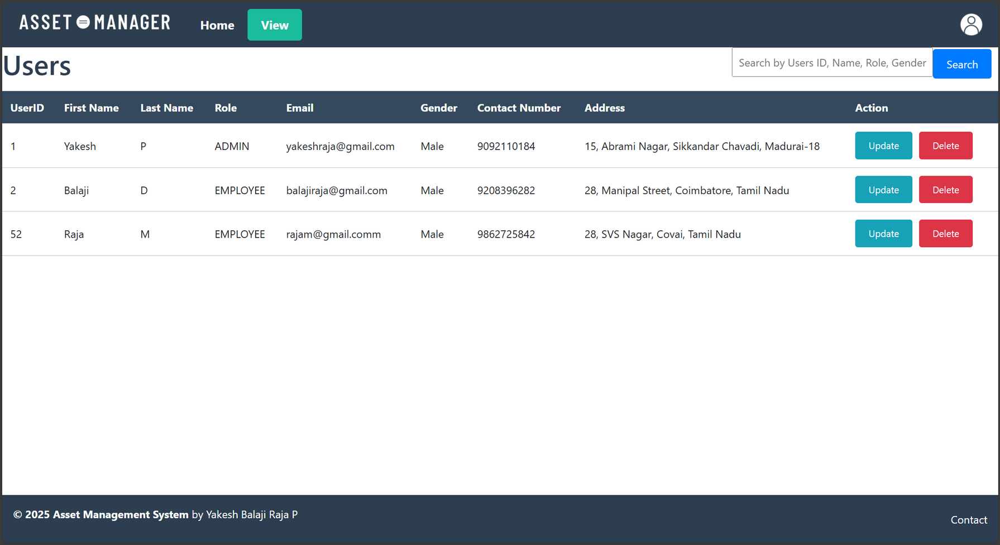 ASSET MANAGER Home View
Users Search by Users ID, Name, Role, Gender Search
UserID First Name Last Name Role Email Gender Contact Number Address Action
1 Yakesh P ADMIN yakeshraja@gmail.com Male 9092110184 15, Abrami Nagar, Sikkandar Chavadi, Madurai-18 Update Delete
2 Balaji D EMPLOYEE balajiraja@gmail.com Male 9208396282 28, Manipal Street, Coimbatore, Tamil Nadu Update Delete
52 Raja M EMPLOYEE rajam@gmail.comm Male 9862725842 28, SVS Nagar, Covai, Tamil Nadu Update Delete
© 2025 Asset Management System by Yakesh Balaji Raja P
Contact